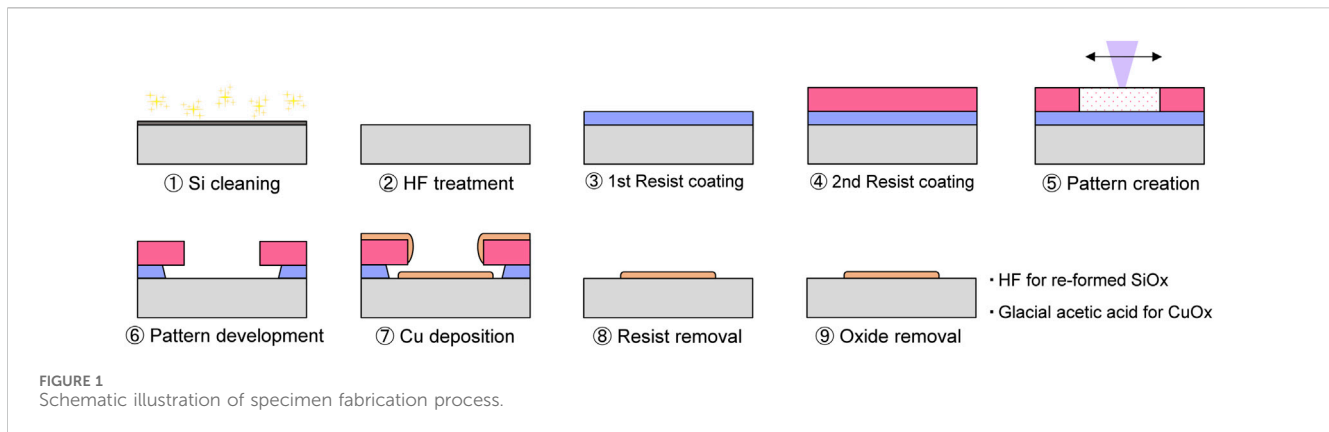 ① Si cleaning
② HF treatment
③ 1st Resist coating
④ 2nd Resist coating
⑤ Pattern creation
⑥ Pattern development
⑦ Cu deposition
⑧ Resist removal
⑨ Oxide removal
・HF for re-formed SiOx
・Glacial acetic acid for CuOx
FIGURE 1
Schematic illustration of specimen fabrication process.